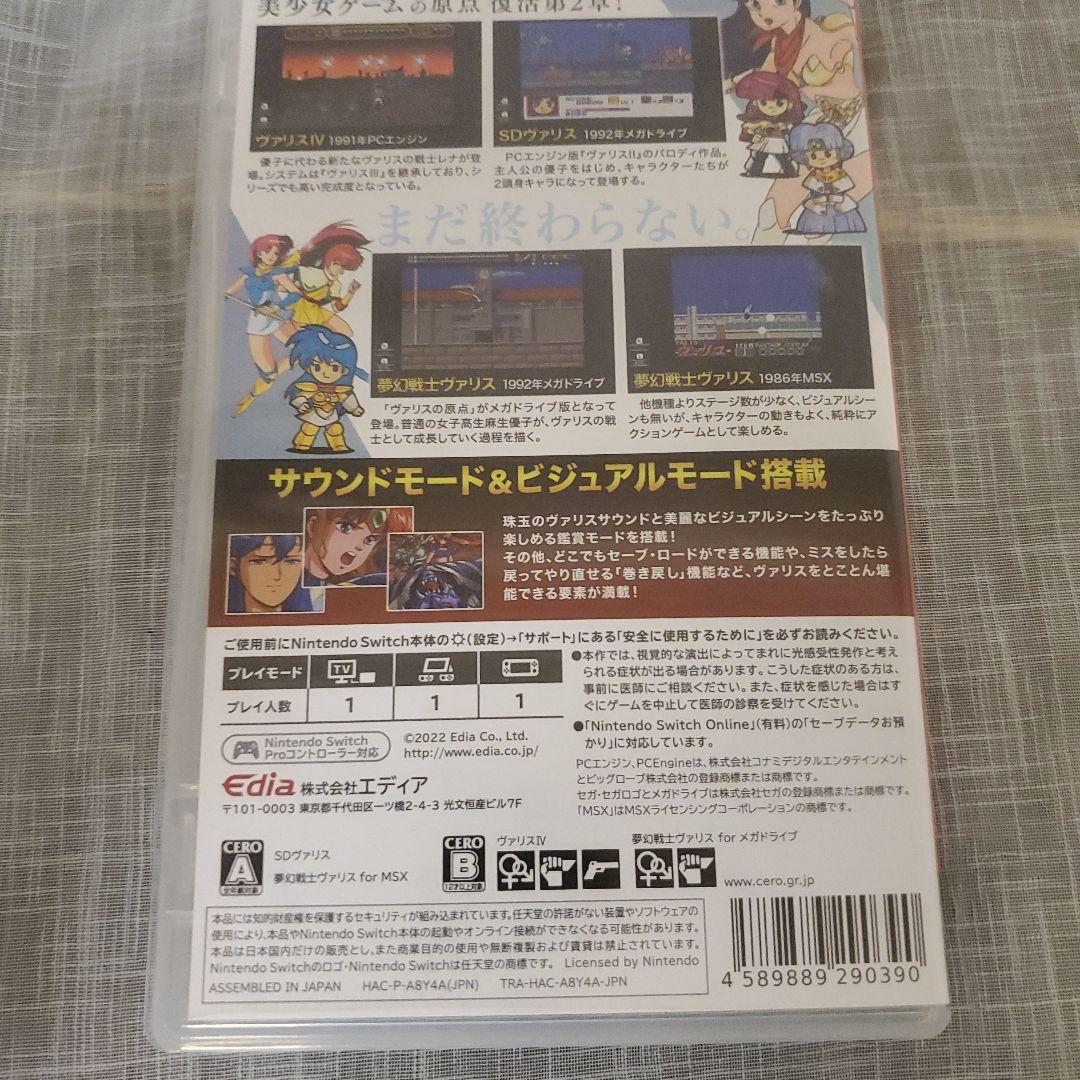 美少女ゲームの原点 復活第2章！
ヴァリスIV 1991年PCエンジン
優子に代わる新たなヴァリスの戦士レナが登
場。システムは『ヴァリスIII』を継承しており、シ
リーズでも高い完成度となっている。
SDヴァリス 1992年メガドライブ
PCエンジン版『ヴァリスII』のパロディ作品。
主人公の優子をはじめ、キャラクターたちが
2頭身キャラになって登場する。
まだ終わらない。
夢幻戦士ヴァリス 1992年メガドライブ
「ヴァリスの原点」がメガドライブ版となって
登場。普通の女子高生麻生優子が、ヴァリスの戦
士として成長していく過程を描く。
夢幻戦士ヴァリス 1986年MSX
他機種よりステージ数が少なく、ビジュアルシー
ンも無いが、キャラクターの動きもよく、純粋にア
クションゲームとして楽しめる。
サウンドモード&ビジュアルモード搭載
珠玉のヴァリスサウンドと美麗なビジュアルシーンをたっぷり
楽しめる鑑賞モードを搭載！
その他、どこでもセーブ・ロードができる機能や、ミスをしたら
戻ってやり直せる「巻き戻し」機能など、ヴァリスをとことん堪
能できる要素が満載！
ご使用前にNintendo Switch本体の(設定)→「サポート」にある「安全に使用するために」を必ずお読みください。
プレイモード TV
プレイ人数 1 1 1
●本作では、視覚的な演出によってまれに光感受性発作と考え
られる症状が出る場合があります。こうした症状のある方は、
事前に医師にご相談ください。また、症状を感じた場合はす
ぐにゲームを中止して医師の診察を受けてください。
●「Nintendo Switch Online」(有料)の「セーブデータお預
かり」に対応しています。
Nintendo Switch
Proコントローラー対応
©2022 Edia Co., Ltd.
http://www.edia.co.jp/
PCエンジン、PCEngineは、株式会社コナミデジタルエンタテインメント
とビッグローブ株式会社の登録商標または商標です。
セガ・セガロゴとメガドライブは株式会社セガの登録商標または商標です。
「MSX」はMSXライセンシングコーポレーションの商標です。
Edia 株式会社エディア
〒101-0003 東京都千代田区一ツ橋2-4-3 光文恒産ビル7F
CERO
A
全年齢対象
SDヴァリス
夢幻戦士ヴァリス for MSX
CERO
B
12才以上対象
ヴァリスIV
夢幻戦士ヴァリス for メガドライブ
www.cero.gr.jp
本品には知的財産権を保護するセキュリティが組み込まれています。任天堂の許諾がない装置やソフトウェアの
使用により、本品やNintendo Switch本体の起動やオンライン接続ができなくなる可能性があります。
本品は日本国内だけの販売とし、また商業目的の使用や無断複製および賃貸は禁止されています。
Nintendo Switchのロゴ・Nintendo Switchは任天堂の商標です。 Licensed by Nintendo
ASSEMBLED IN JAPAN HAC-P-A8Y4A(JPN) TRA-HAC-A8Y4A-JPN
4 589889 290390